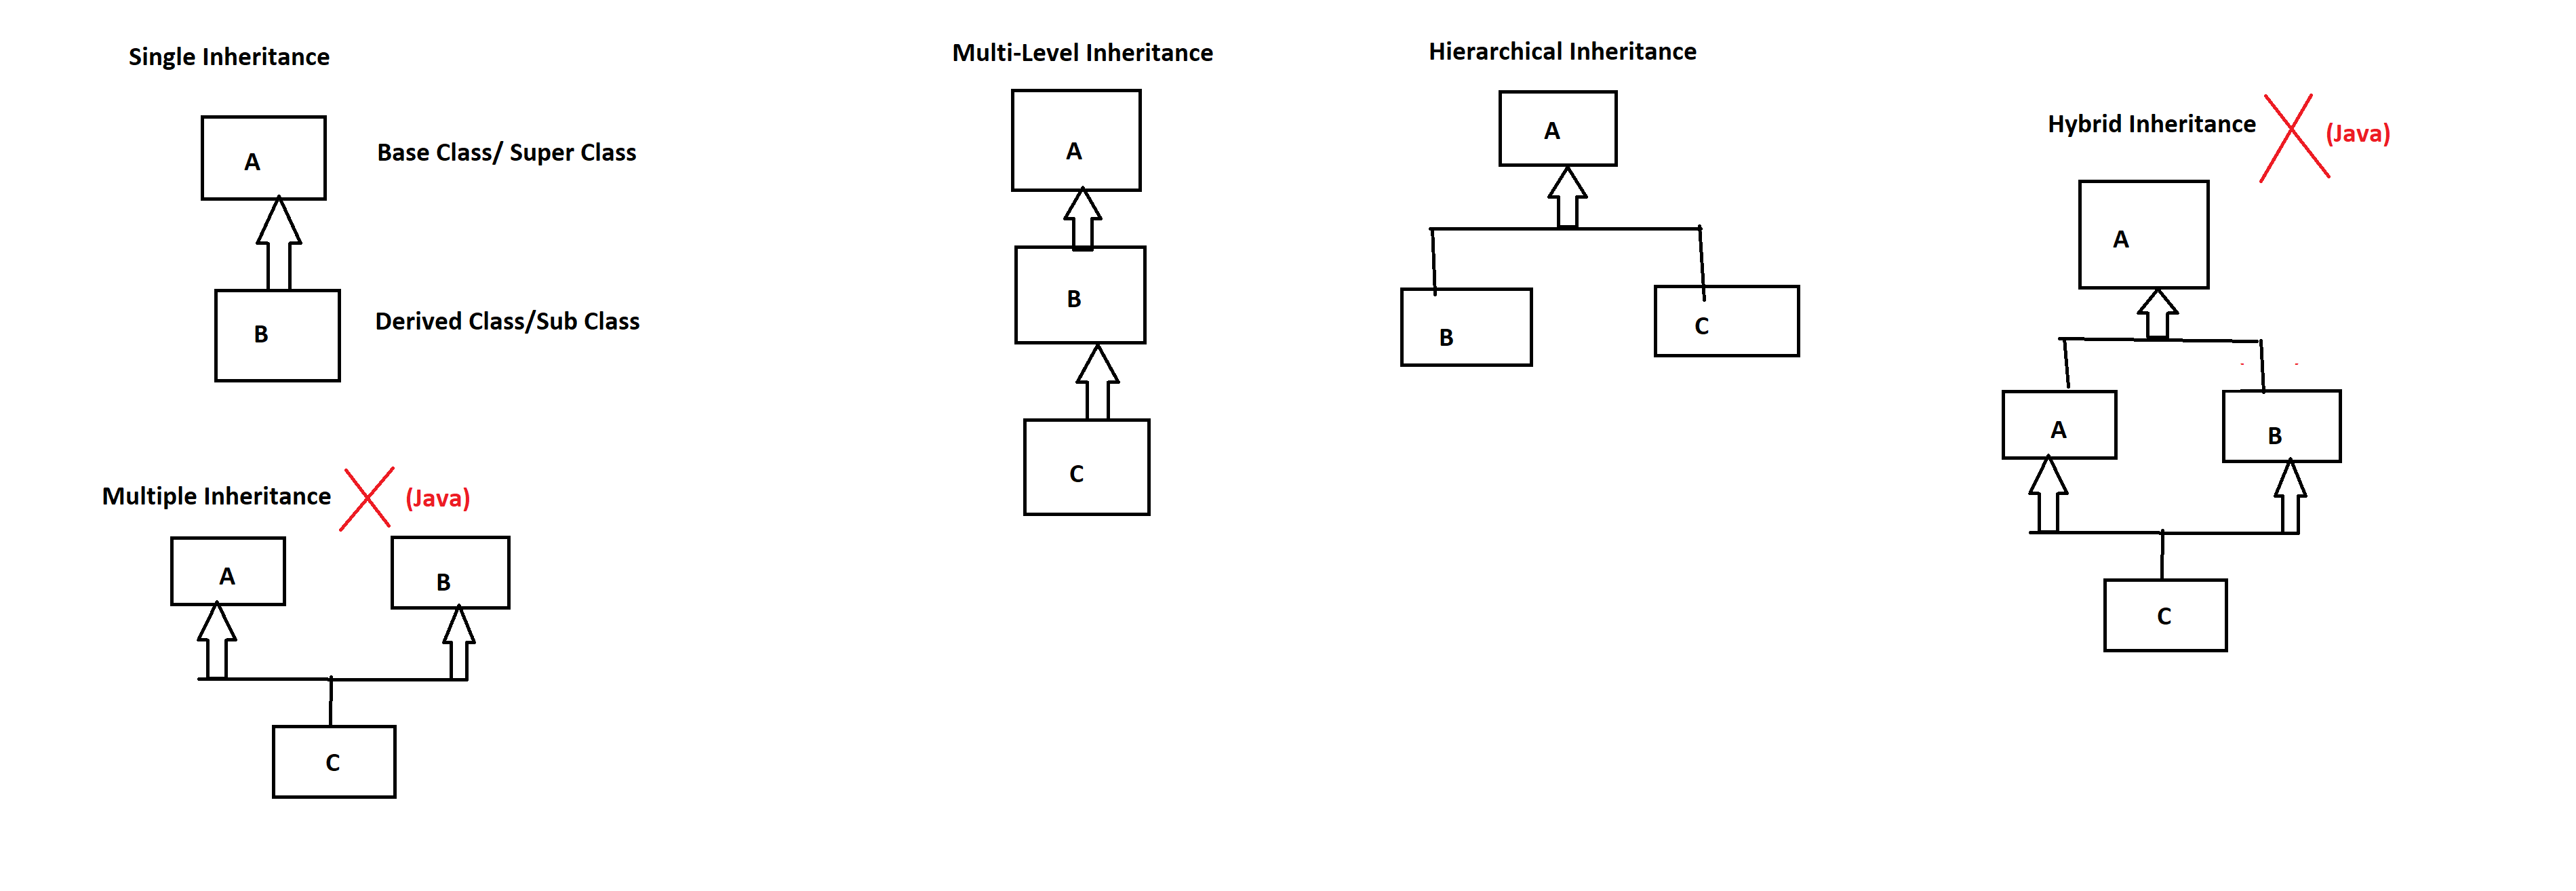 Single Inheritance
A
Base Class/ Super Class
B
Derived Class/Sub Class
Multiple Inheritance (Java)
A
B
C
Multi-Level Inheritance
A
B
C
Hierarchical Inheritance
A
B
C
Hybrid Inheritance (Java)
A
A
B
C